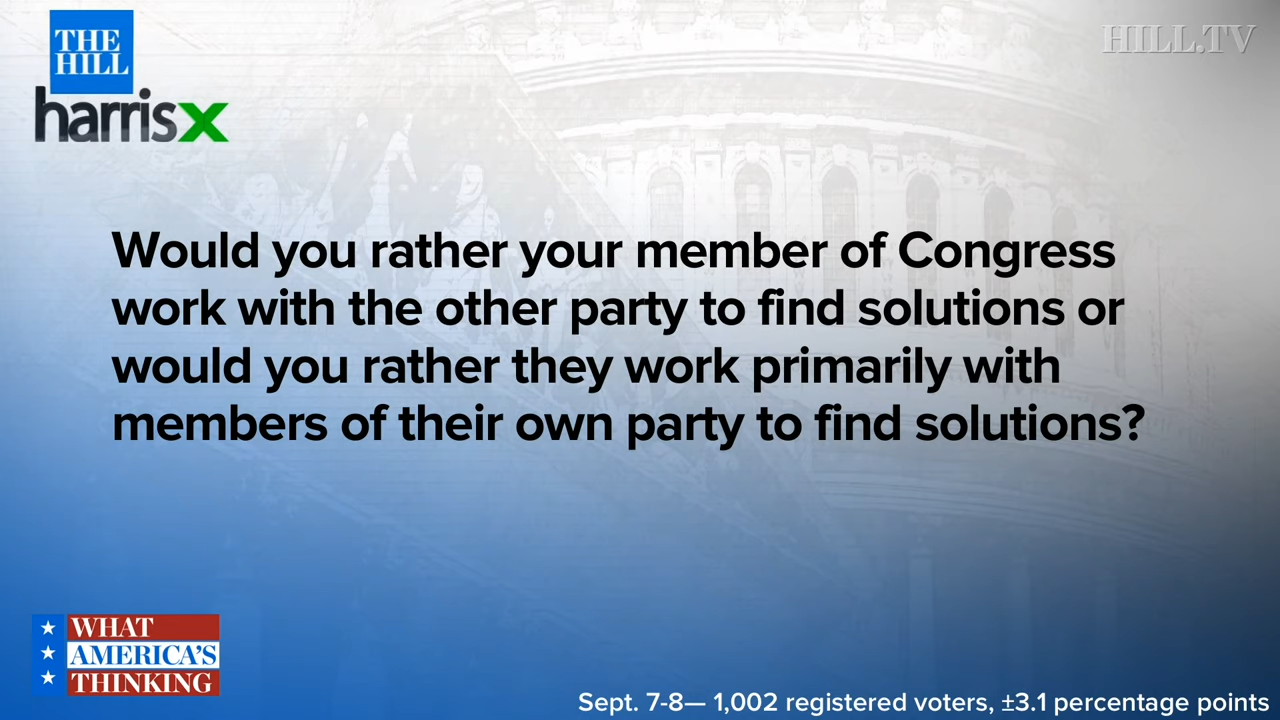 THE
HILL
harrisx
HILL.TV
Would you rather your member of Congress
work with the other party to find solutions or
would you rather they work primarily with
members of their own party to find solutions?
WHAT
AMERICA'S
THINKING
Sept. 7-8— 1,002 registered voters, ±3.1 percentage points